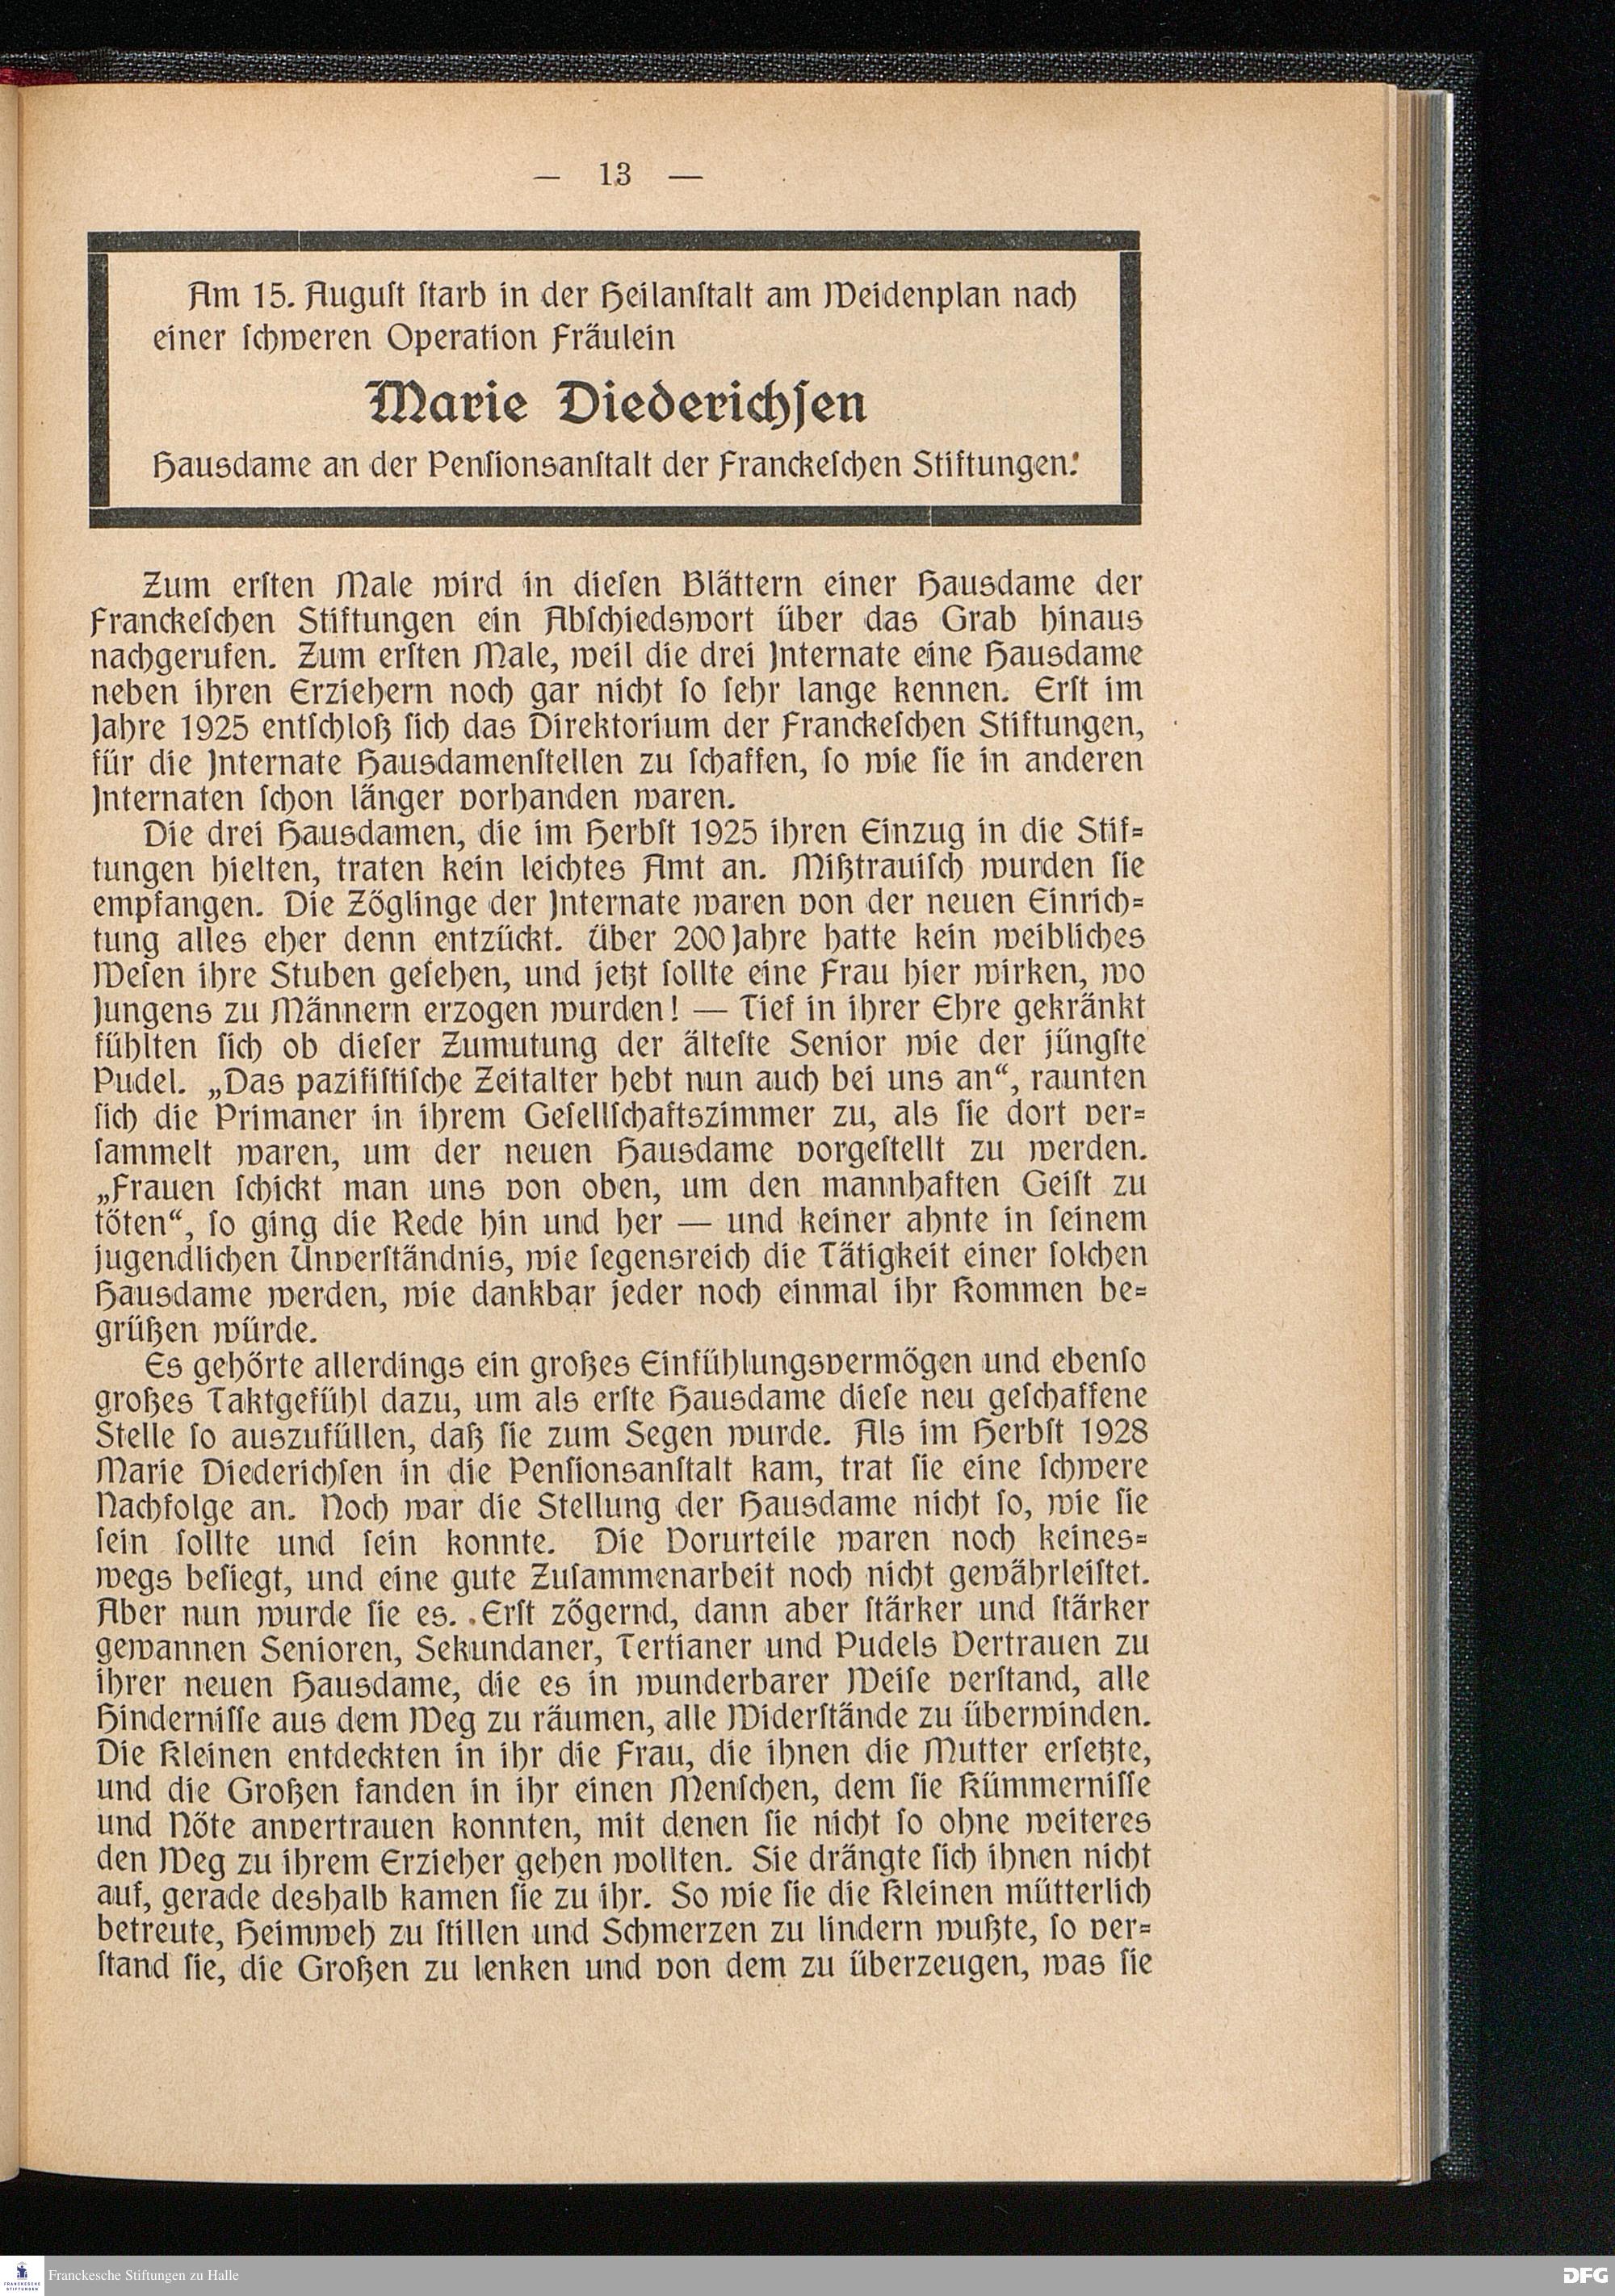 — 13 —
Am 15. Auguſt ſtarb in der Heilanſtalt am Weidenplan nach
einer ſchweren Operation Fräulein
Marie Diederichſen
Hausdame an der Penſionsanſtalt der Franckeſchen Stiftungen.
Zum erſten Male wird in dieſen Blättern einer Hausdame der
Franckeſchen Stiftungen ein Abſchiedswort über das Grab hinaus
nachgerufen. Zum erſten Male, weil die drei Internate eine Hausdame
neben ihren Erziehern noch gar nicht ſo ſehr lange kennen. Erſt im
Jahre 1925 entſchloß ſich das Direktorium der Franckeſchen Stiftungen,
für die Internate Hausdamenſtellen zu ſchaffen, ſo wie ſie in anderen
Internaten ſchon länger vorhanden waren.
Die drei Hausdamen, die im Herbſt 1925 ihren Einzug in die Stif-
tungen hielten, traten kein leichtes Amt an. Mißtrauiſch wurden ſie
empfangen. Die Zöglinge der Internate waren von der neuen Einrich-
tung alles eher denn entzückt. Über 200 Jahre hatte kein weibliches
Weſen ihre Stuben geſehen, und jetzt ſollte eine Frau hier wirken, wo
Jungens zu Männern erzogen wurden! — Tief in ihrer Ehre gekränkt
fühlten ſich ob dieſer Zumutung der älteſte Senior wie der jüngſte
Pudel. „Das pazifiſtiſche Zeitalter hebt nun auch bei uns an“, raunten
ſich die Primaner in ihrem Geſellſchaftszimmer zu, als ſie dort ver-
ſammelt waren, um der neuen Hausdame vorgeſtellt zu werden.
„Frauen ſchickt man uns von oben, um den mannhaften Geiſt zu
töten“, ſo ging die Rede hin und her — und keiner ahnte in ſeinem
jugendlichen Unverſtändnis, wie ſegensreich die Tätigkeit einer ſolchen
Hausdame werden, wie dankbar jeder noch einmal ihr Kommen be-
grüßen würde.
Es gehörte allerdings ein großes Einfühlungsvermögen und ebenſo
großes Taktgefühl dazu, um als erſte Hausdame dieſe neu geſchaffene
Stelle ſo auszufüllen, daß ſie zum Segen wurde. Als im Herbſt 1928
Marie Diederichſen in die Penſionsanſtalt kam, trat ſie eine ſchwere
Nachfolge an. Noch war die Stellung der Hausdame nicht ſo, wie ſie
ſein ſollte und ſein konnte. Die Vorurteile waren noch keines-
wegs beſiegt, und eine gute Zuſammenarbeit noch nicht gewährleiſtet.
Aber nun wurde ſie es. Erſt zögernd, dann aber ſtärker und ſtärker
gewannen Senioren, Sekundaner, Tertianer und Pudels Vertrauen zu
ihrer neuen Hausdame, die es in wunderbarer Weiſe verſtand, alle
Hinderniſſe aus dem Weg zu räumen, alle Widerſtände zu überwinden.
Die Kleinen entdeckten in ihr die Frau, die ihnen die Mutter erſetzte,
und die Großen fanden in ihr einen Menſchen, dem ſie Kümmerniſſe
und Nöte anvertrauen konnten, mit denen ſie nicht ſo ohne weiteres
den Weg zu ihrem Erzieher gehen wollten. Sie drängte ſich ihnen nicht
auf, gerade deshalb kamen ſie zu ihr. So wie ſie die Kleinen mütterlich
betreute, Heimweh zu ſtillen und Schmerzen zu lindern wußte, ſo ver-
ſtand ſie, die Großen zu lenken und von dem zu überzeugen, was ſie
FRANCKESCHE
STIFTUNGEN
Franckesche Stiftungen zu Halle
DFG